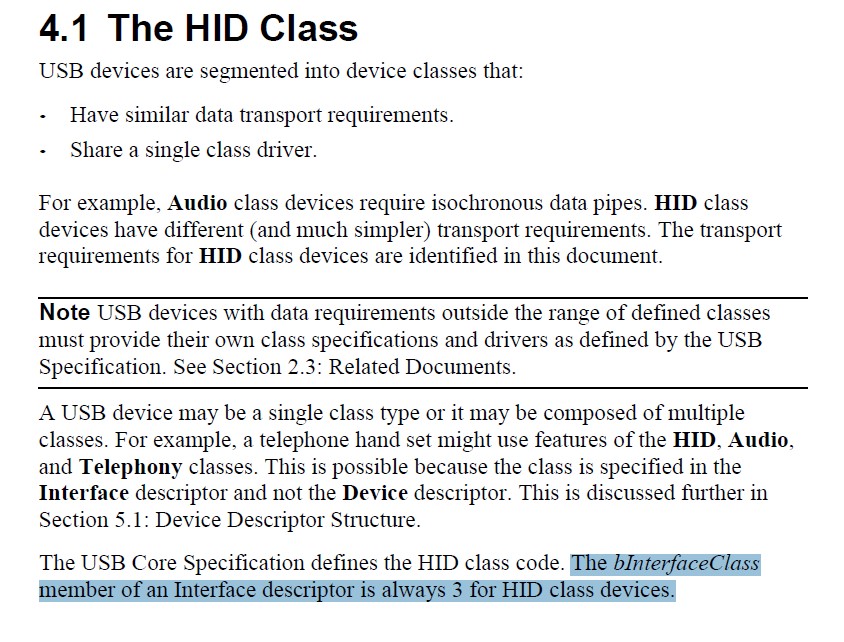 4.1 The HID Class
USB devices are segmented into device classes that:
· Have similar data transport requirements.
· Share a single class driver.
For example, Audio class devices require isochronous data pipes. HID class
devices have different (and much simpler) transport requirements. The transport
requirements for HID class devices are identified in this document.
Note USB devices with data requirements outside the range of defined classes
must provide their own class specifications and drivers as defined by the USB
Specification. See Section 2.3: Related Documents.
A USB device may be a single class type or it may be composed of multiple
classes. For example, a telephone hand set might use features of the HID, Audio,
and Telephony classes. This is possible because the class is specified in the
Interface descriptor and not the Device descriptor. This is discussed further in
Section 5.1: Device Descriptor Structure.
The USB Core Specification defines the HID class code. The bInterfaceClass
member of an Interface descriptor is always 3 for HID class devices.